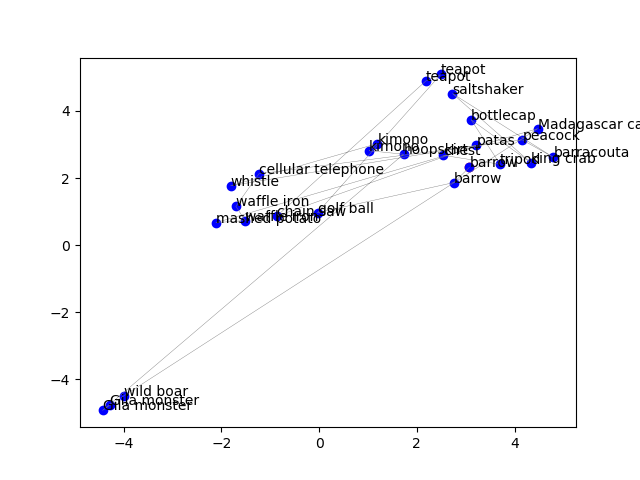 teapot
teapot
saltshaker
bottlecap
Madagascar ca
peacock
patas
kimono
kimono
hoopskirt
chest
barracouta
king crab
tripod
barrow
barrow
cellular telephone
whistle
waffle iron
waffle iron
mashed potato
chain saw
golf ball
wild boar
Gila monster
Gila monster
4
2
0
−2
−4
−4
−2
0
2
4